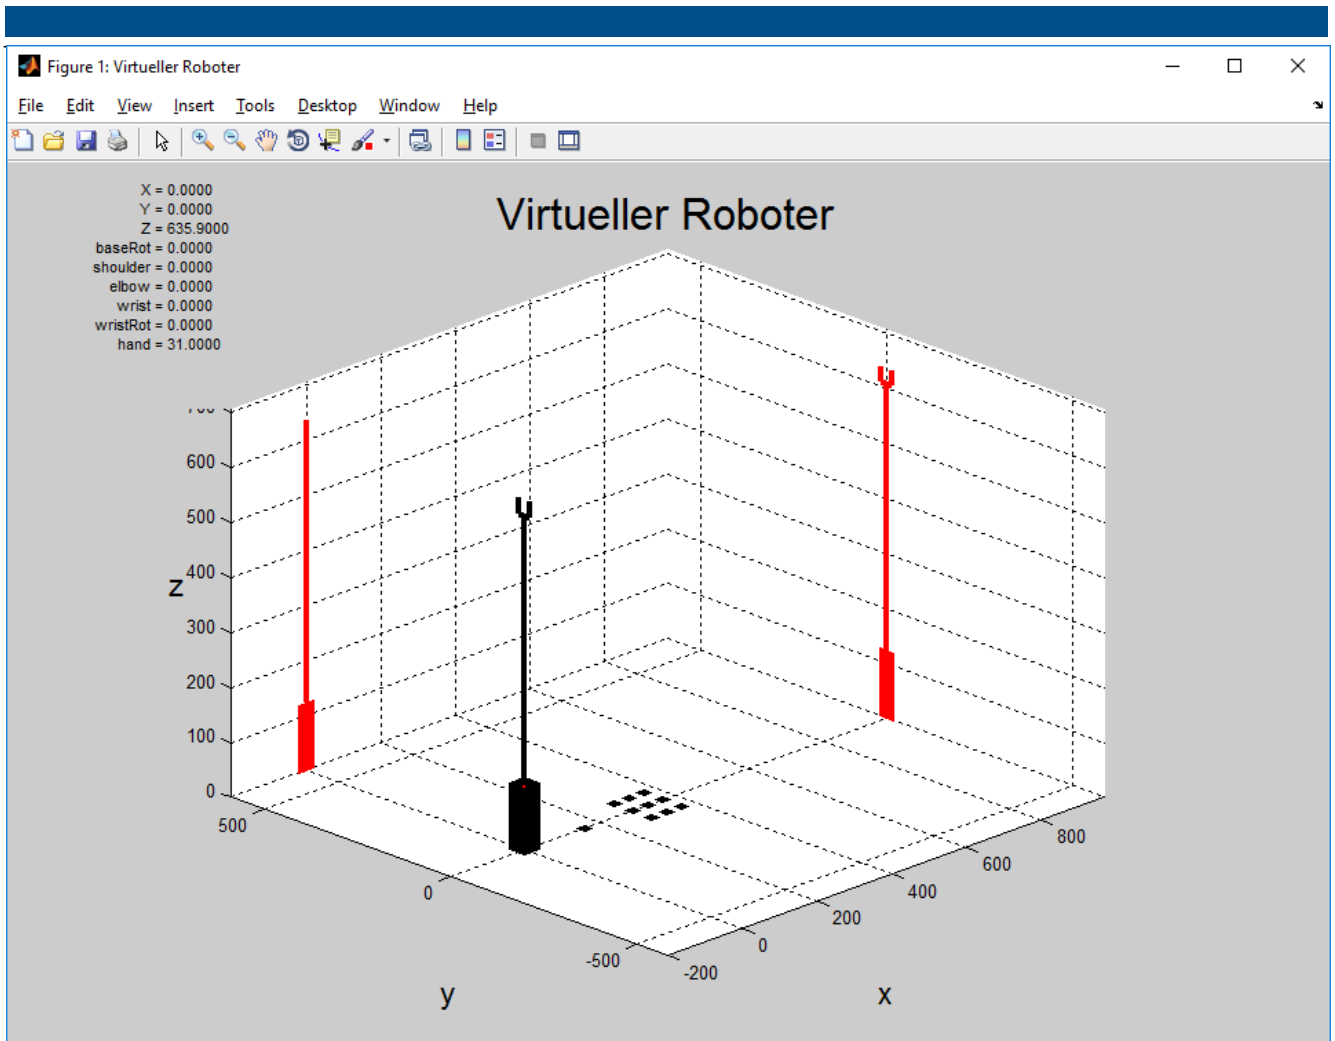 Figure 1: Virtueller Roboter
File Edit View Insert Tools Desktop Window Help
X = 0.0000
Y = 0.0000
Z = 635.9000
baseRot = 0.0000
shoulder = 0.0000
elbow = 0.0000
wrist = 0.0000
wristRot = 0.0000
hand = 31.0000
Virtueller Roboter
700
600
500
400
300
200
100
0
z
500
0
-500
y
-200
0
200
400
600
800
x